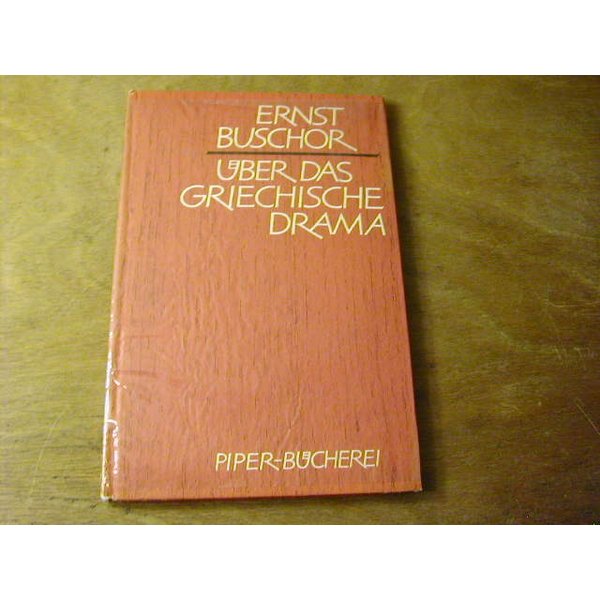 ERNST
BUSCHOR
ÜBER DAS
GRIECHISCHE
DRAMA
PIPER-BÜCHEREI